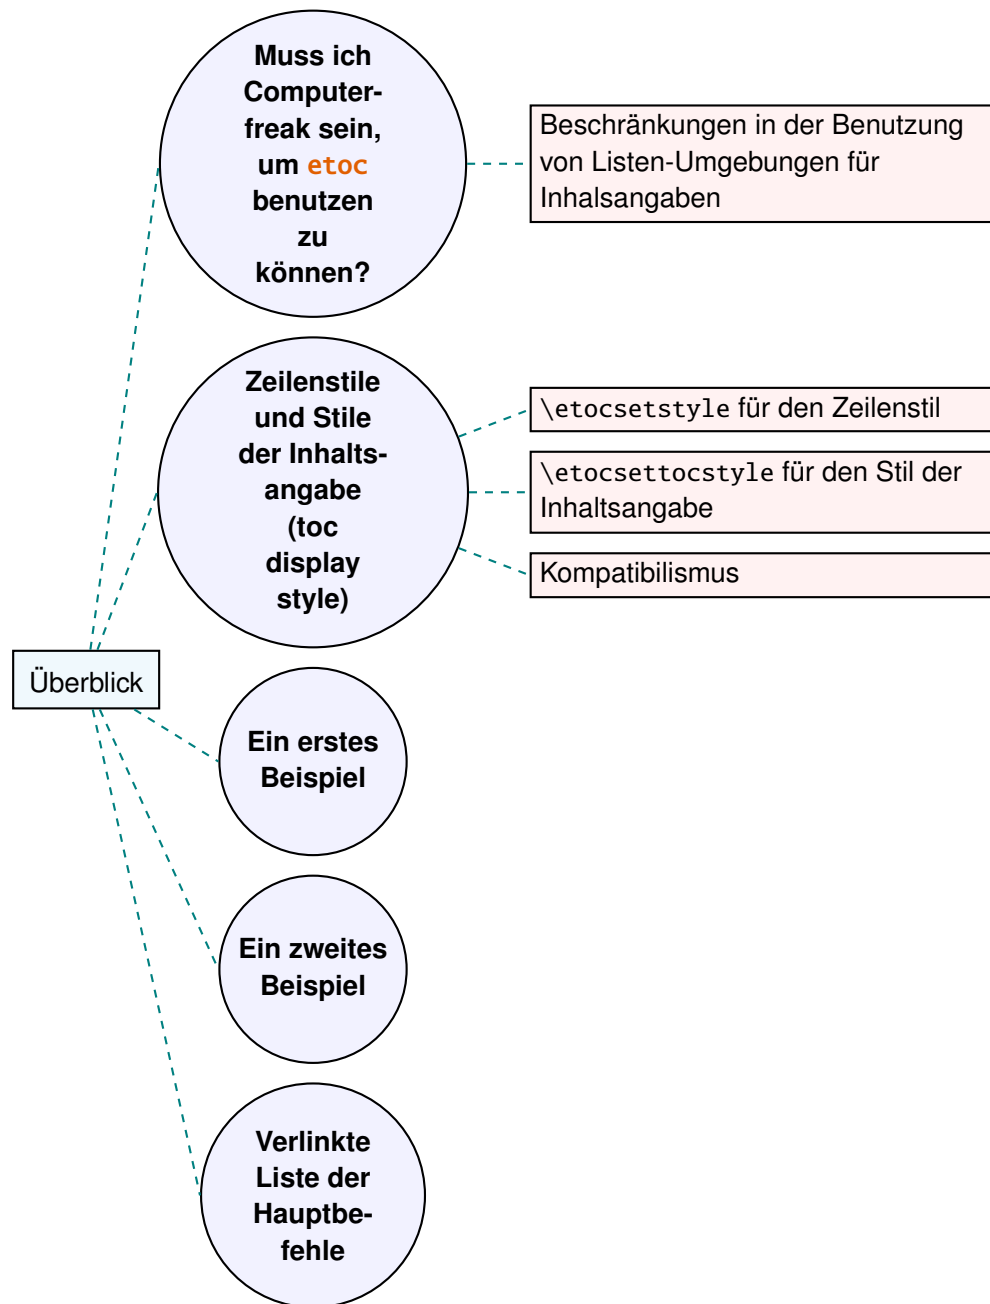 Muss ich
Computer-
freak sein,
um etoc
benutzen
zu
können?
Beschränkungen in der Benutzung
von Listen-Umgebungen für
Inhalsangaben
Zeilenstile
und Stile
der Inhalts-
angabe
(toc
display
style)
\etocsetstyle für den Zeilenstil
\etocsettocstyle für den Stil der
Inhaltsangabe
Kompatibilismus
Überblick
Ein erstes
Beispiel
Ein zweites
Beispiel
Verlinkte
Liste der
Hauptbe-
fehle